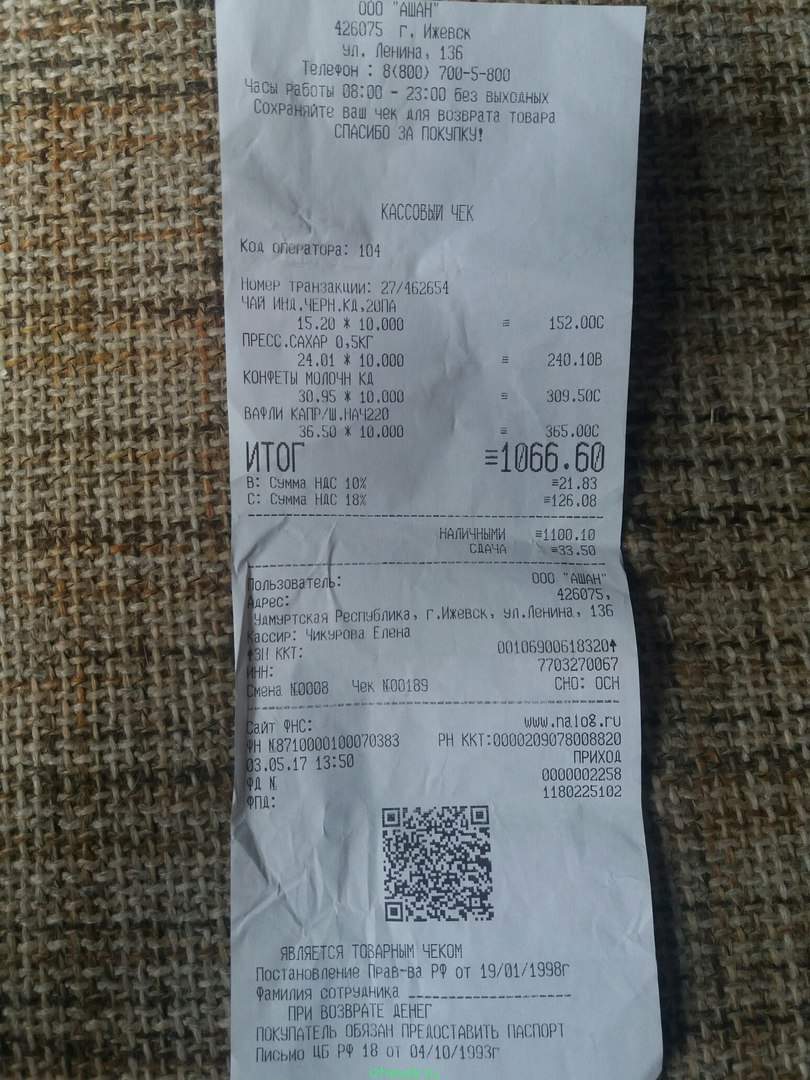 ООО "АШАН"
426075 г. Ижевск
ул. Ленина, 136
Телефон : 8(800) 700-5-800
Часы работы 08:00 - 23:00 без выходных
Сохраняйте ваш чек для возврата товара
СПАСИБО ЗА ПОКУПКУ!
КАССОВЫЙ ЧЕК
Код оператора: 104
Номер транзакции: 27/462654
ЧАЙ ИНД.ЧЕРН.КД,20ПА
15.20 * 10.000 ≡ 152.00С
ПРЕСС.САХАР 0,5КГ
24.01 * 10.000 ≡ 240.10В
КОНФЕТЫ МОЛОЧН КД
30.95 * 10.000 ≡ 309.50С
ВАФЛИ КАПР/Ш.НАЧ220
36.50 * 10.000 ≡ 365.00С
ИТОГ ≡1066.60
В: Сумма НДС 10% ≡21.83
С: Сумма НДС 18% ≡126.08
НАЛИЧНЫМИ ≡1100.10
СДАЧА ≡33.50
Пользователь: ООО "АШАН"
Адрес: 426075,
Удмуртская Республика, г.Ижевск, ул.Ленина, 136
Кассир: Чикурова Елена
ЗН ККТ: 00106900618320
ИНН: 7703270067
Смена №0008 Чек №00189 СНО: ОСН
Сайт ФНС: www.nalog.ru
ФН №8710000100070383 РН ККТ:0000209078008820
03.05.17 13:50 ПРИХОД
ФД № 0000002258
ФПД: 1180225102
ЯВЛЯЕТСЯ ТОВАРНЫМ ЧЕКОМ
Постановление Прав-ва РФ от 19/01/1998г
Фамилия сотрудника
ПРИ ВОЗВРАТЕ ДЕНЕГ
ПОКУПАТЕЛЬ ОБЯЗАН ПРЕДОСТАВИТЬ ПАСПОРТ
Письмо ЦБ РФ 18 от 04/10/1993г